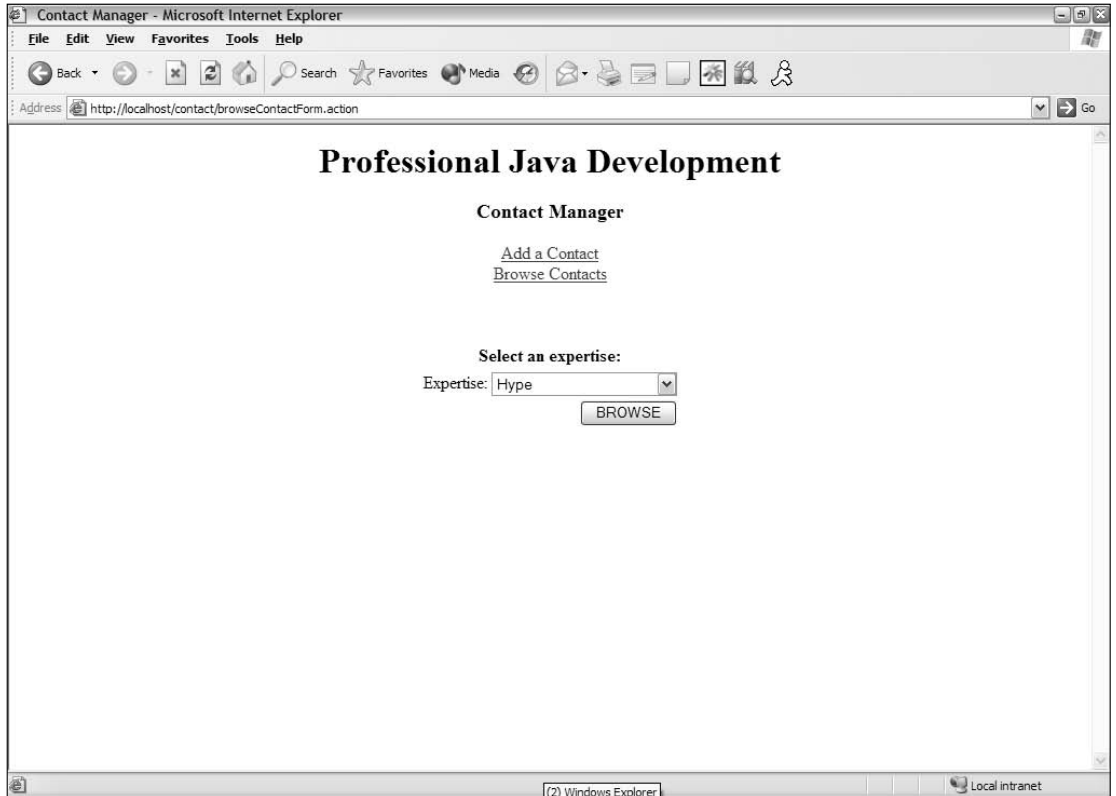 Contact Manager - Microsoft Internet Explorer
File Edit View Favorites Tools Help
Back Search Favorites Media
Address http://localhost/contact/browseContactForm.action Go
Professional Java Development
Contact Manager
Add a Contact
Browse Contacts
Select an expertise:
Expertise: Hype
BROWSE
(2) Windows Explorer
Local intranet